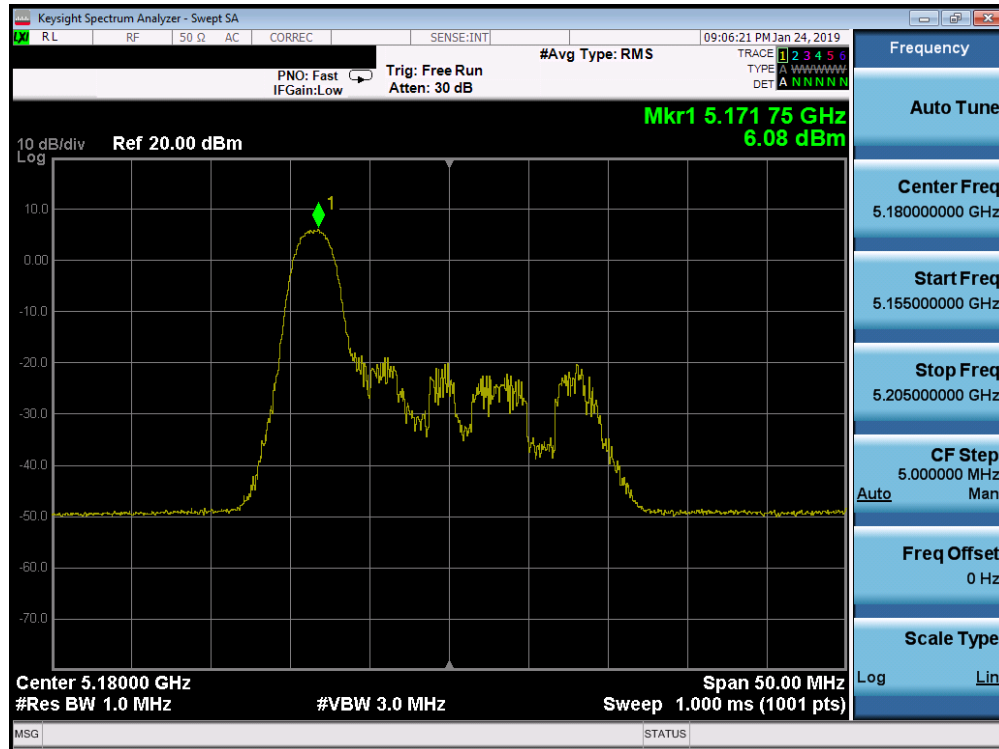 Keysight Spectrum Analyzer - Swept SA
LXI RL RF 50 Ω AC CORREC SENSE:INT 09:06:21 PM Jan 24, 2019
#Avg Type: RMS TRACE 1 2 3 4 5 6
PNO: Fast Trig: Free Run TYPE A WWWWW
IFGain:Low Atten: 30 dB DET A N N N N N
Mkr1 5.171 75 GHz
6.08 dBm
10 dB/div Ref 20.00 dBm
Log
1
10.0
0.00
-10.0
-20.0
-30.0
-40.0
-50.0
-60.0
-70.0
Center 5.18000 GHz Span 50.00 MHz
#Res BW 1.0 MHz #VBW 3.0 MHz Sweep 1.000 ms (1001 pts)
MSG STATUS
Frequency
Auto Tune
Center Freq
5.180000000 GHz
Start Freq
5.155000000 GHz
Stop Freq
5.205000000 GHz
CF Step
5.000000 MHz
Auto Man
Freq Offset
0 Hz
Scale Type
Log Lin